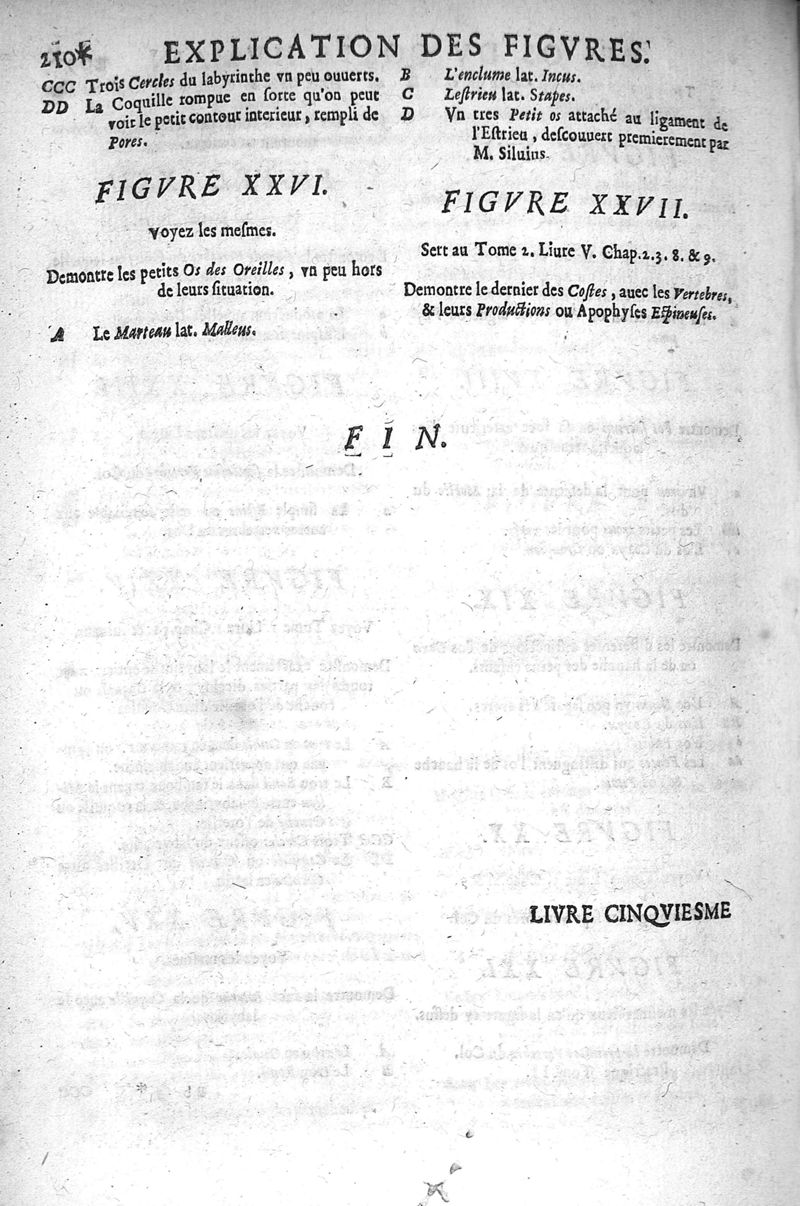 210*
EXPLICATION DES FIGVRES.
CCC Trois Cercles du labyrinthe vn peu ouuerts.
DD La Coquille rompue en ſorte qu'on peut
voir le petit contour interieur, rempli de
Pores.
FIGVRE XXVI.
Voyez les meſmes.
Demontre les petits Os des Oreilles, vn peu hors
de leurs ſituation.
A Le Marteau lat. Malleus.
B L'enclume lat. Incus.
C Leſtrieu lat. Stapes.
D Vn tres Petit os attaché au ligament de
l'Eſtrieu, deſcouuert premierement par
M. Siluius.
FIGVRE XXVII.
Sert au Tome 2. Liure V. Chap. 2. 3. 8. & 9.
Demontre le dernier des Coſtes, auec les Vertebres,
& leurs Productions ou Apophyſes Eſpineuſes.
FIN.
LIVRE CINQVIESME